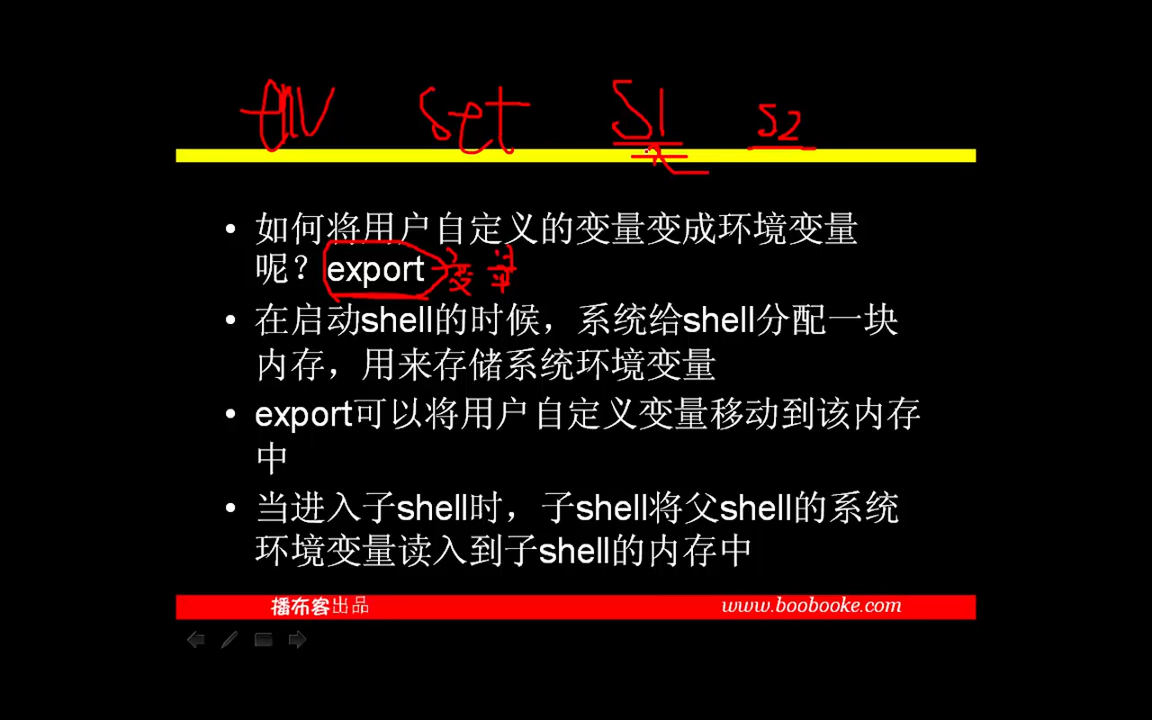 env set S1 S2
• 如何将用户自定义的变量变成环境变量
呢？export 变量
• 在启动shell的时候，系统给shell分配一块
内存，用来存储系统环境变量
• export可以将用户自定义变量移动到该内存
中
• 当进入子shell时，子shell将父shell的系统
环境变量读入到子shell的内存中
播布客出品 www.boobooke.com